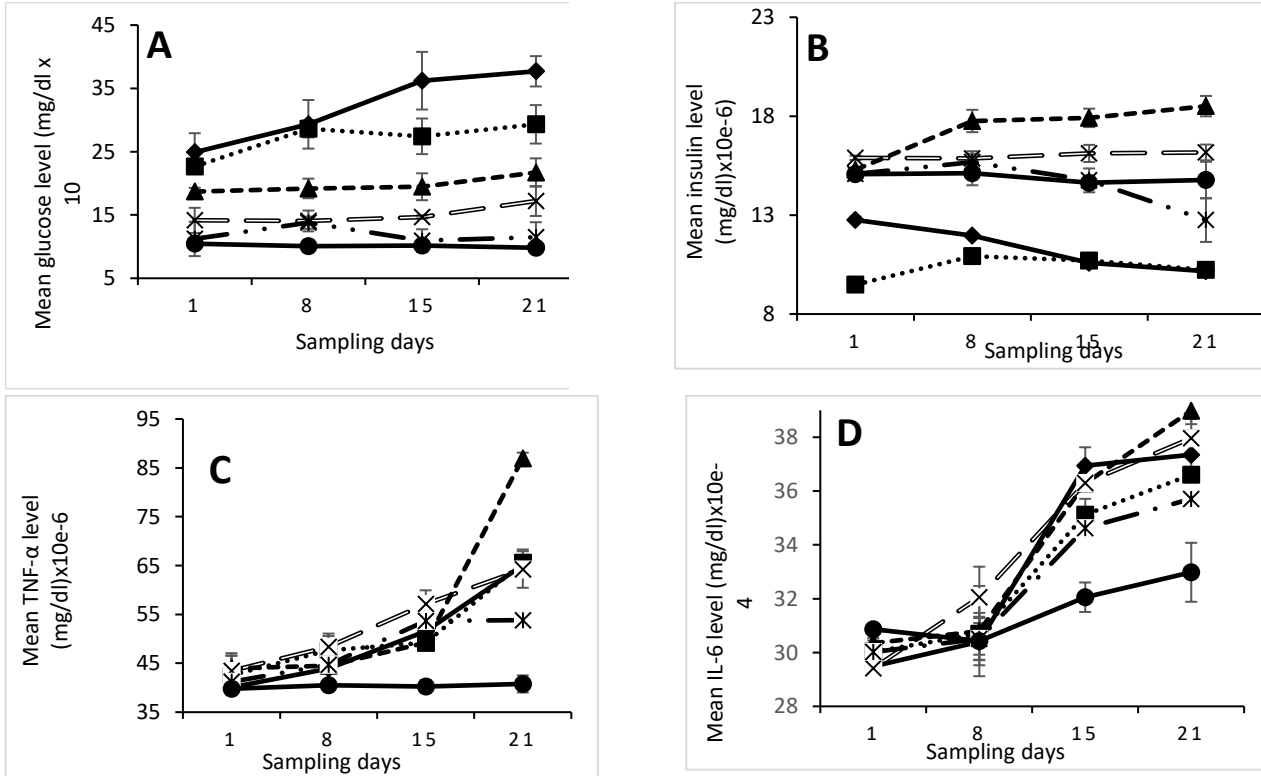 A
Mean glucose level (mg/dl x
10
45
35
25
15
5
1 8 15 21
Sampling days
B
Mean insulin level
(mg/dl)x10e-6)
23
18
13
8
1 8 15 21
Sampling days
C
Mean TNF-α level
(mg/dl)x10e-6
95
85
75
65
55
45
35
1 8 15 21
Sampling days
D
Mean IL-6 level (mg/dl)x10e-
4
38
36
34
32
30
28
1 8 15 21
Sampling days